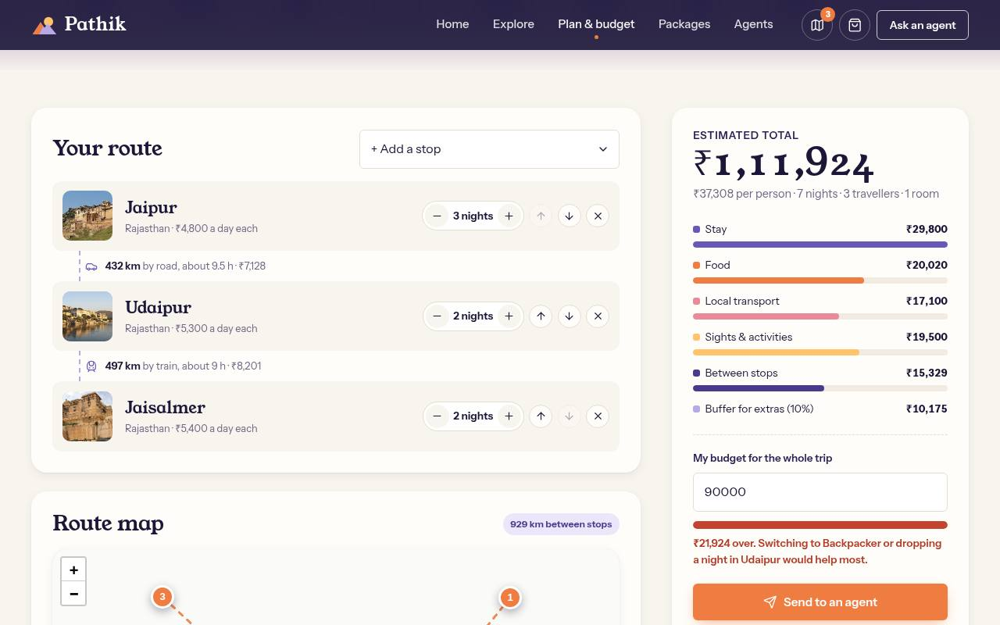 Pathik
Home Explore Plan & budget Packages Agents 3 Ask an agent
Your route
+ Add a stop
Jaipur
Rajasthan · ₹4,800 a day each
3 nights
432 km by road, about 9.5 h · ₹7,128
Udaipur
Rajasthan · ₹5,300 a day each
2 nights
497 km by train, about 9 h · ₹8,201
Jaisalmer
Rajasthan · ₹5,400 a day each
2 nights
Route map
929 km between stops
+
−
3
1
ESTIMATED TOTAL
₹1,11,924
₹37,308 per person · 7 nights · 3 travellers · 1 room
Stay ₹29,800
Food ₹20,020
Local transport ₹17,100
Sights & activities ₹19,500
Between stops ₹15,329
Buffer for extras (10%) ₹10,175
My budget for the whole trip
90000
₹21,924 over. Switching to Backpacker or dropping
a night in Udaipur would help most.
Send to an agent